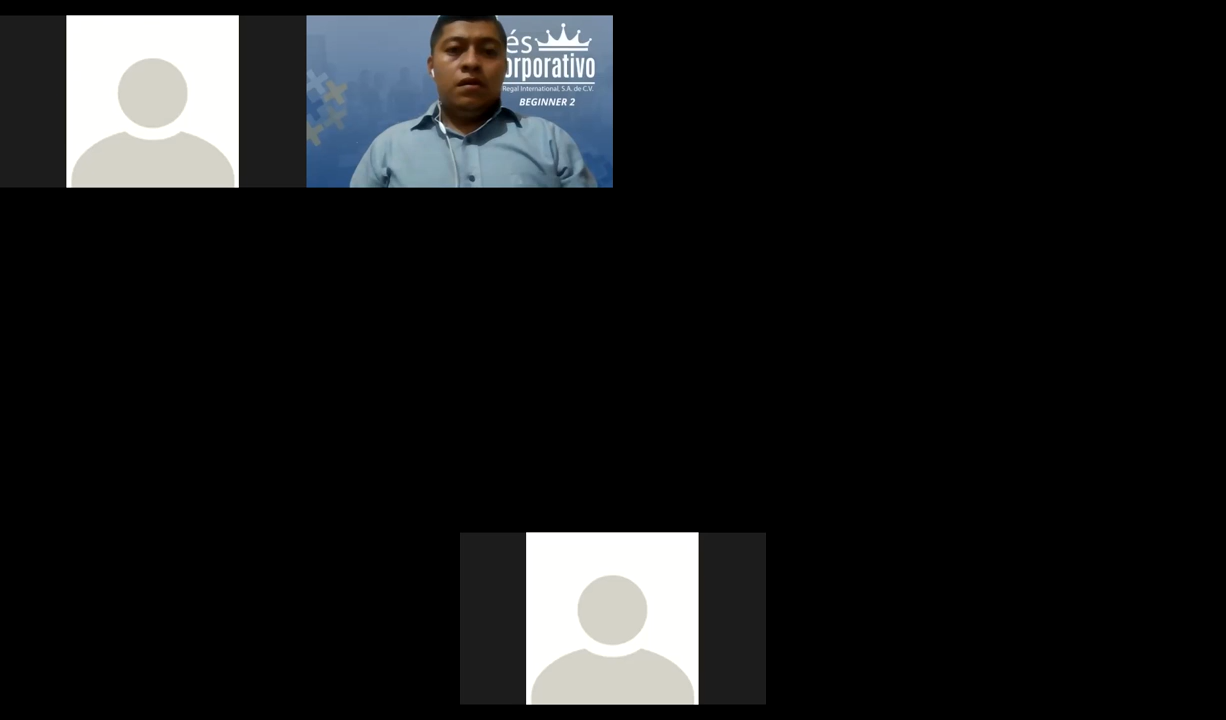 és
orporativo
Regal International, S.A. de C.V.
BEGINNER 2